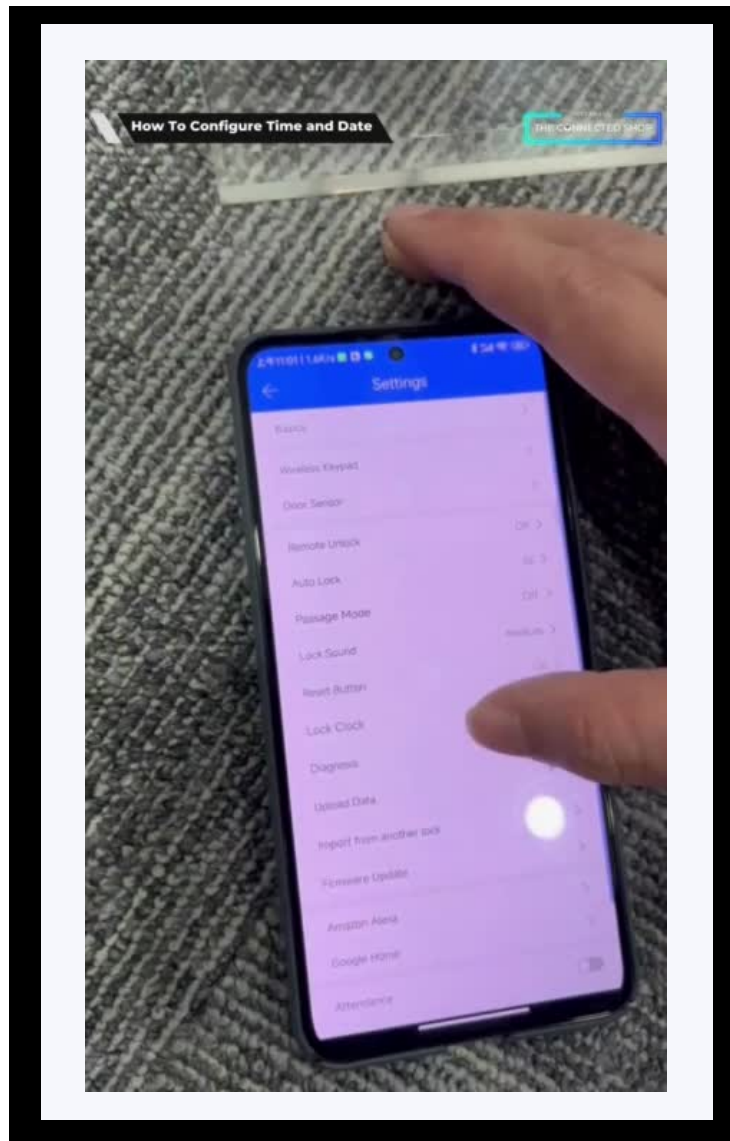 How To Configure Time and Date
THE CONNECTED SHOP
Settings
Basics
Wireless Keypad
Door Sensor
Remote Unlock Off
Auto Lock
Passage Mode Off
Lock Sound
Reset Button
Lock Clock
Diagnosis
Upload Data
Import from another lock
Firmware Update
Amazon Alexa
Google Home
Attendance